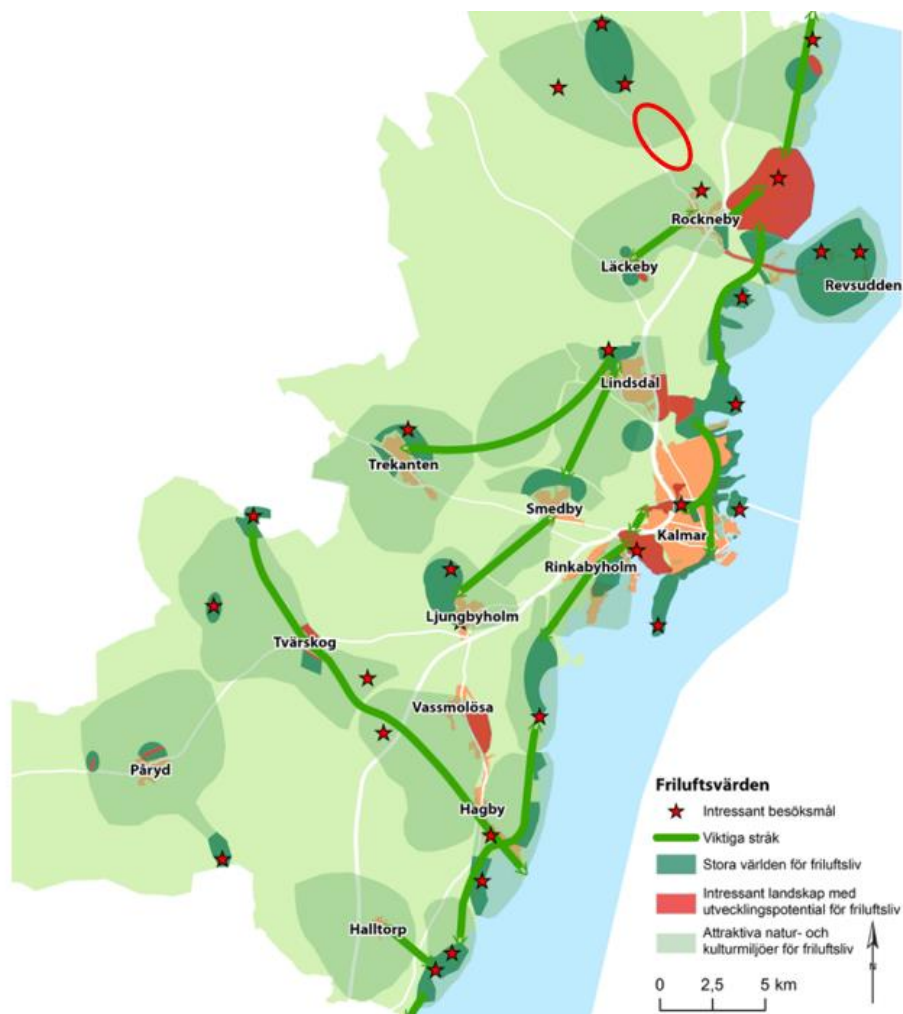 Rockneby
Läckeby
Revsudden
Lindsdal
Trekanten
Smedby
Kalmar
Rinkabyholm
Ljungbyholm
Tvärskog
Vassmolösa
Påryd
Hagby
Halltorp
Friluftsvärden
Intressant besöksmål
Viktiga stråk
Stora världen för friluftsliv
Intressant landskap med
utvecklingspotential för friluftsliv
Attraktiva natur- och
kulturmiljöer för friluftsliv
N
0 2,5 5 km